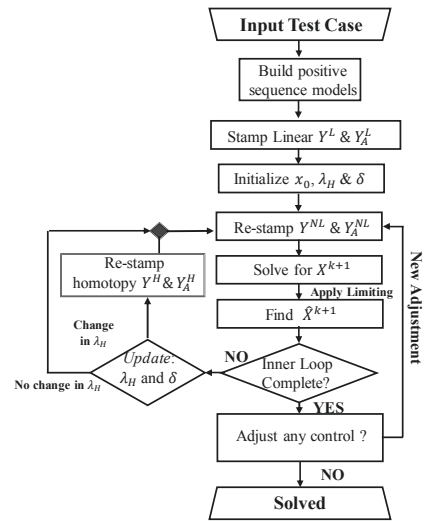 Input Test Case
Build positive
sequence models
Stamp Linear Y^L & Y_A^L
Initialize x_0, λ_H & δ
Re-stamp Y^NL & Y_A^NL
Re-stamp
homotopy Y^H & Y_A^H
Solve for X^k+1
Apply Limiting
Find X̂^k+1
New Adjustment
Change
in λ_H
No change in λ_H
Update:
λ_H and δ
NO
Inner Loop
Complete?
YES
Adjust any control ?
NO
Solved